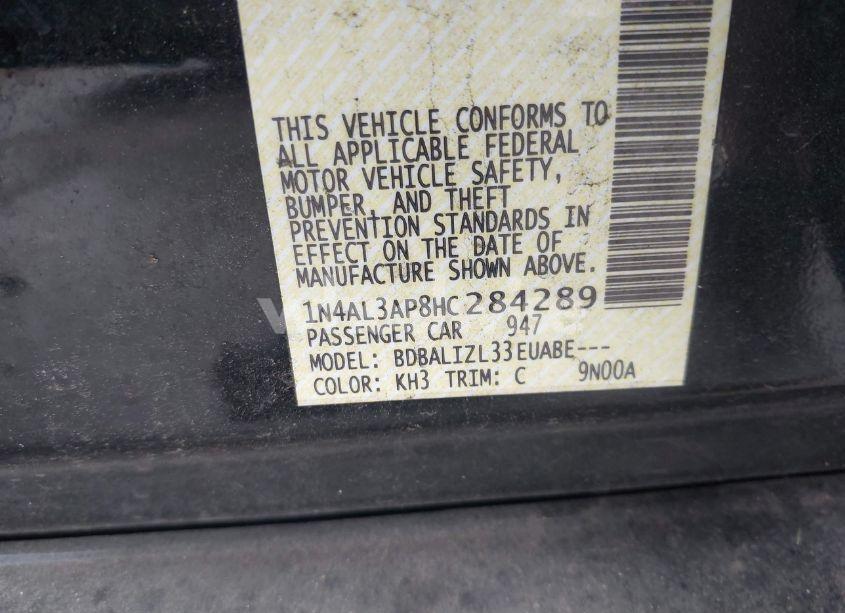 THIS VEHICLE CONFORMS TO
ALL APPLICABLE FEDERAL
MOTOR VEHICLE SAFETY,
BUMPER, AND THEFT
PREVENTION STANDARDS IN
EFFECT ON THE DATE OF
MANUFACTURE SHOWN ABOVE.
1N4AL3AP8HC284289
PASSENGER CAR 947
MODEL: BDBALIZL33EUABE---
COLOR: KH3 TRIM: C 9N00A